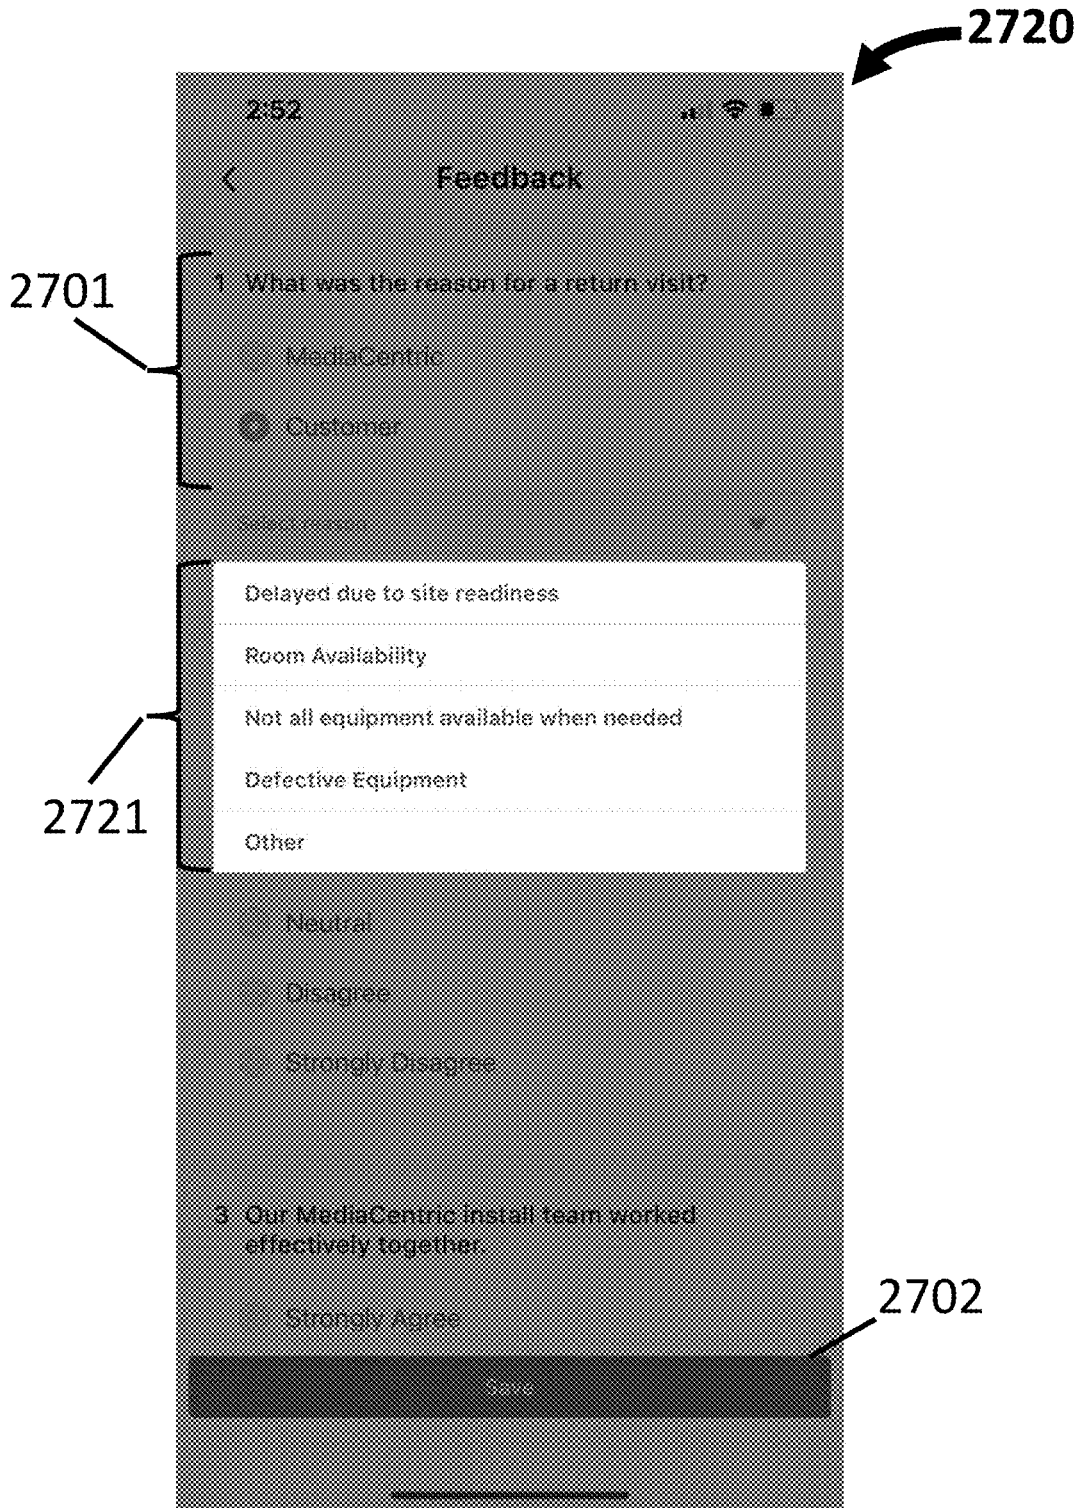 2720
2:52
Feedback
2701
1 What was the reason for a return visit?
MediaCentric
Customer
Select reason
Delayed due to site readiness
Room Availability
Not all equipment available when needed
Defective Equipment
2721
Other
Neutral
Disagree
Strongly Disagree
3 Our MediaCentric install team worked
effectively together.
2702
Strongly Agree
Save